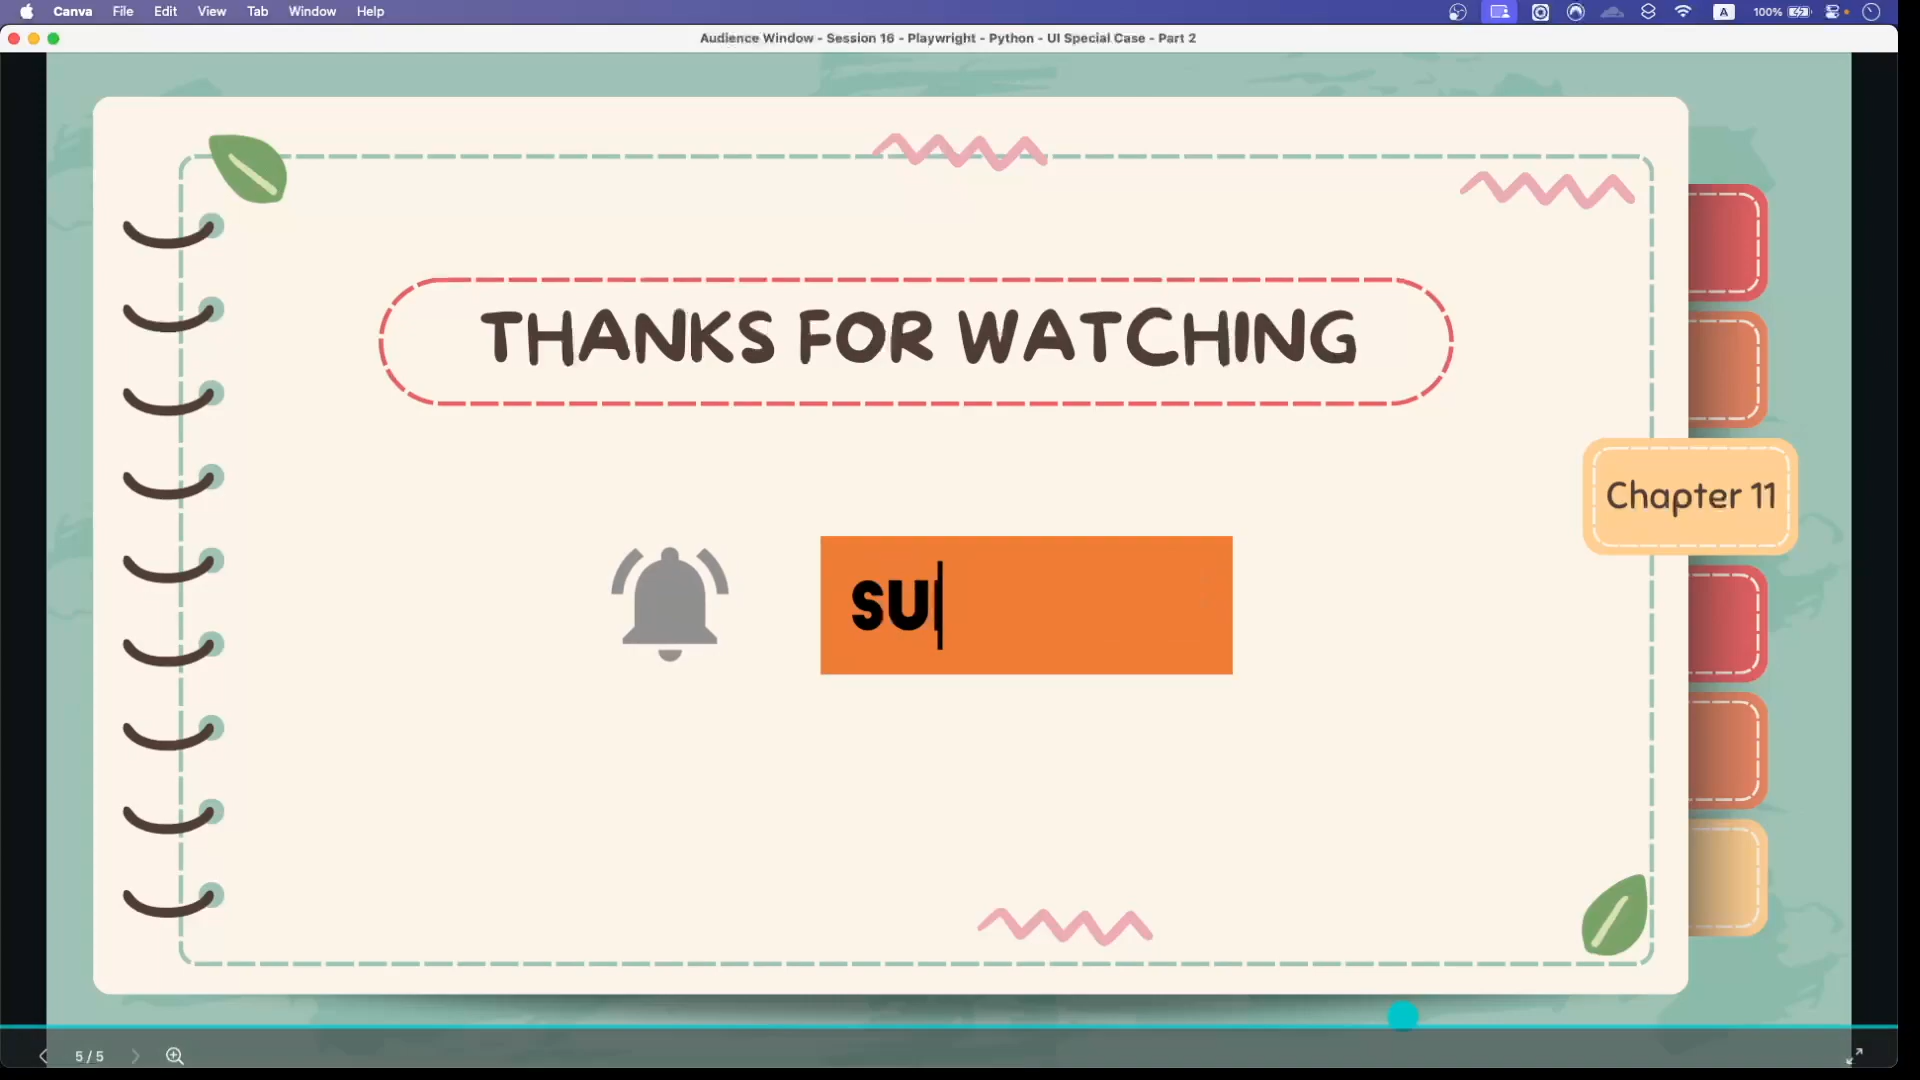 Canva File Edit View Tab Window Help A 100%
Audience Window - Session 16 - Playwright - Python - UI Special Case - Part 2
THANKS FOR WATCHING
Chapter 11
SU
5 / 5